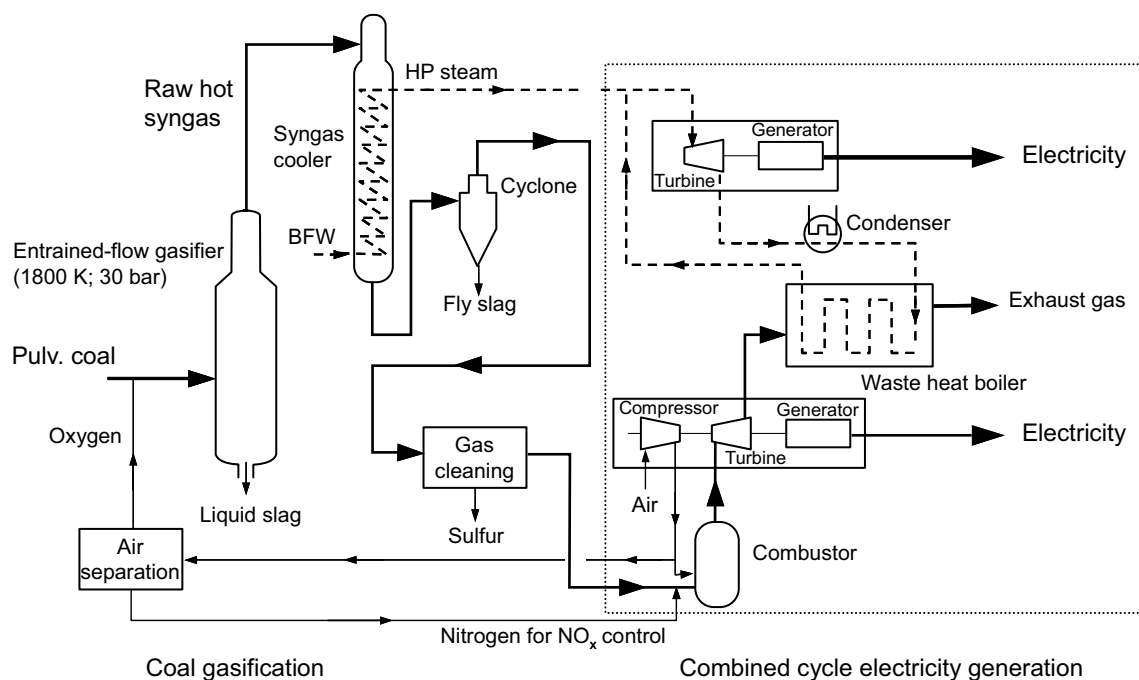 Raw hot
syngas
HP steam
Syngas
cooler
Cyclone
BFW
Fly slag
Entrained-flow gasifier
(1800 K; 30 bar)
Pulv. coal
Oxygen
Liquid slag
Gas
cleaning
Sulfur
Air
separation
Nitrogen for NOx control
Coal gasification
Generator
Turbine
Electricity
Condenser
Exhaust gas
Waste heat boiler
Compressor
Generator
Turbine
Electricity
Air
Combustor
Combined cycle electricity generation